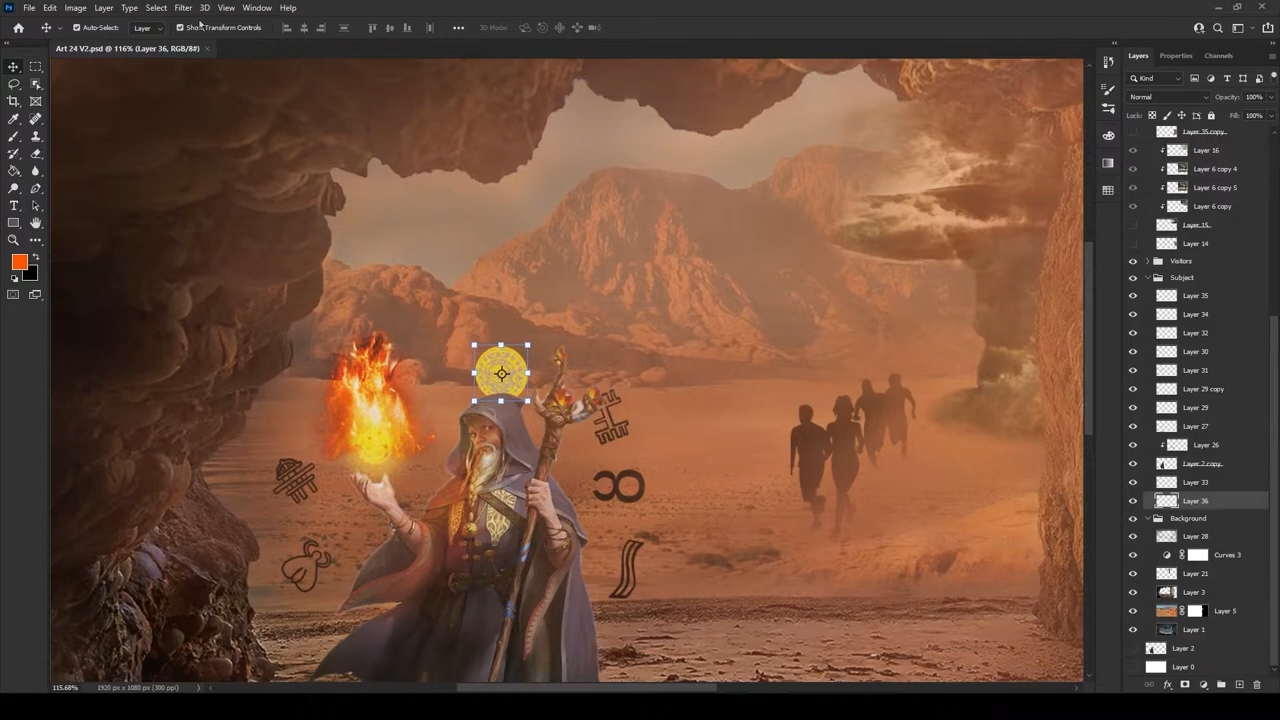 File Edit Image Layer Type Select Filter 3D View Window Help
Auto-Select: Layer Show Transform Controls 3D Mode:
Art 24 V2.psd @ 116% (Layer 36, RGB/8#)
Layers Properties Channels
Kind
Normal Opacity: 100%
Lock: Fill: 100%
Layer 35 copy
Layer 16
Layer 6 copy 4
Layer 6 copy 5
Layer 6 copy
Layer 15
Layer 14
Visitors
Subject
Layer 35
Layer 34
Layer 32
Layer 30
Layer 31
Layer 29 copy
Layer 29
Layer 27
Layer 26
Layer 2 copy
Layer 33
Layer 36
Background
Layer 28
Curves 3
Layer 21
Layer 3
Layer 5
Layer 1
Layer 2
Layer 0
115.68% 1920 px x 1080 px (300 ppi)